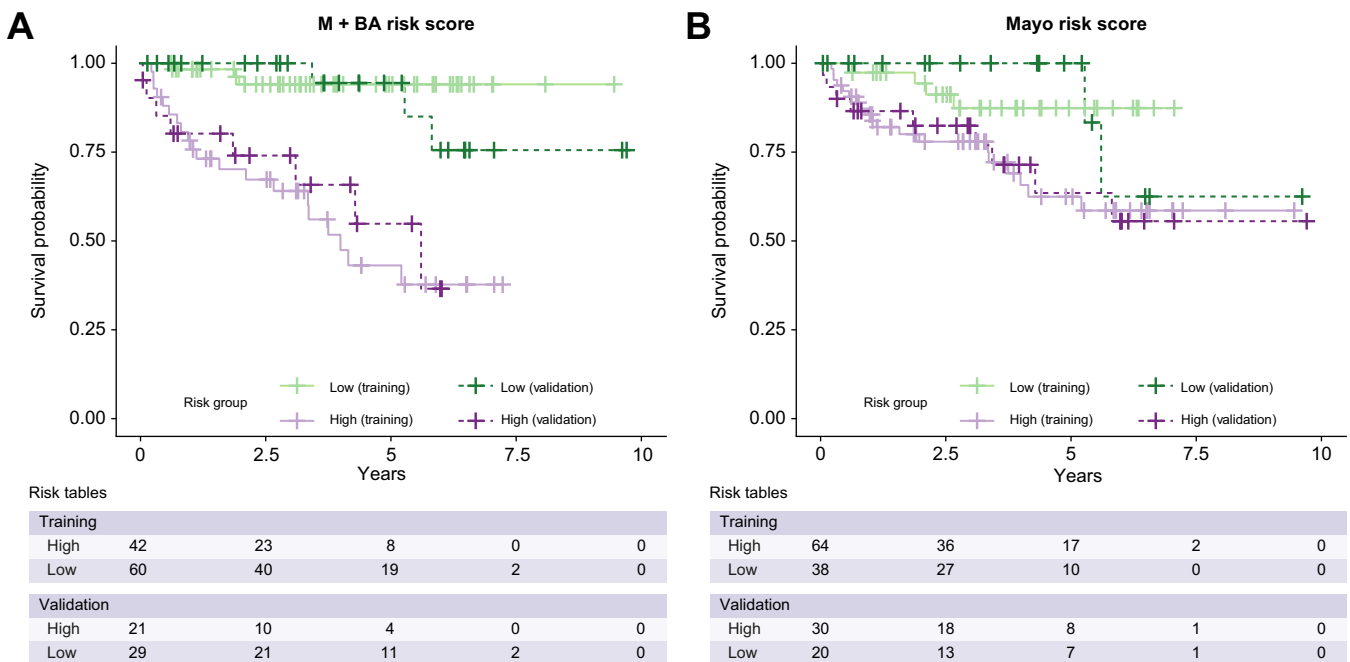 A
M + BA risk score
1.00
0.75
0.50
0.25
0.00
Survival probability
Risk group
Low (training)
Low (validation)
High (training)
High (validation)
0 2.5 5 7.5 10
Years
Risk tables
Training
High 42 23 8 0 0
Low 60 40 19 2 0
Validation
High 21 10 4 0 0
Low 29 21 11 2 0
B
Mayo risk score
1.00
0.75
0.50
0.25
0.00
Survival probability
Risk group
Low (training)
Low (validation)
High (training)
High (validation)
0 2.5 5 7.5 10
Years
Risk tables
Training
High 64 36 17 2 0
Low 38 27 10 0 0
Validation
High 30 18 8 1 0
Low 20 13 7 1 0